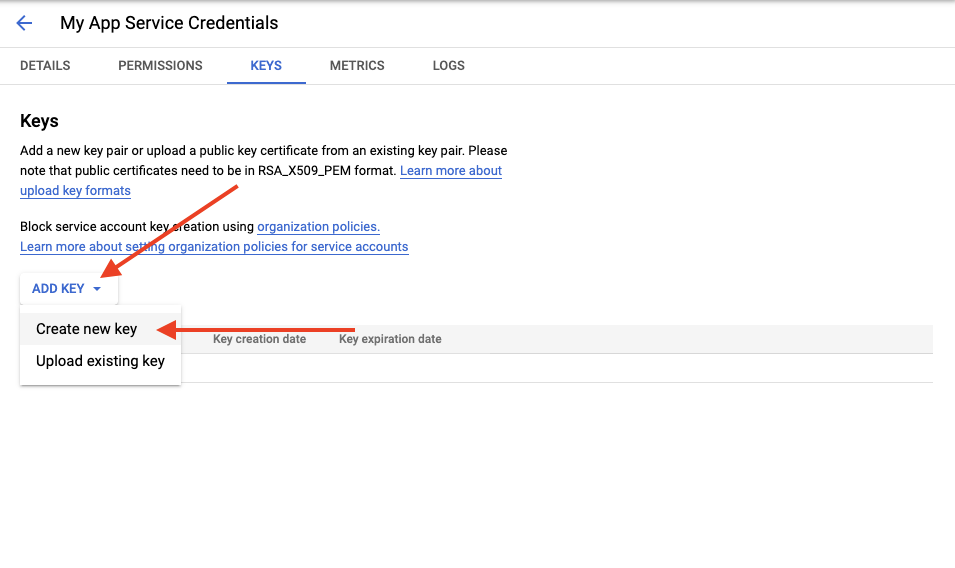 My App Service Credentials
DETAILS PERMISSIONS KEYS METRICS LOGS
Keys
Add a new key pair or upload a public key certificate from an existing key pair. Please
note that public certificates need to be in RSA_X509_PEM format. Learn more about
upload key formats
Block service account key creation using organization policies.
Learn more about setting organization policies for service accounts
ADD KEY
Create new key
Key creation date Key expiration date
Upload existing key